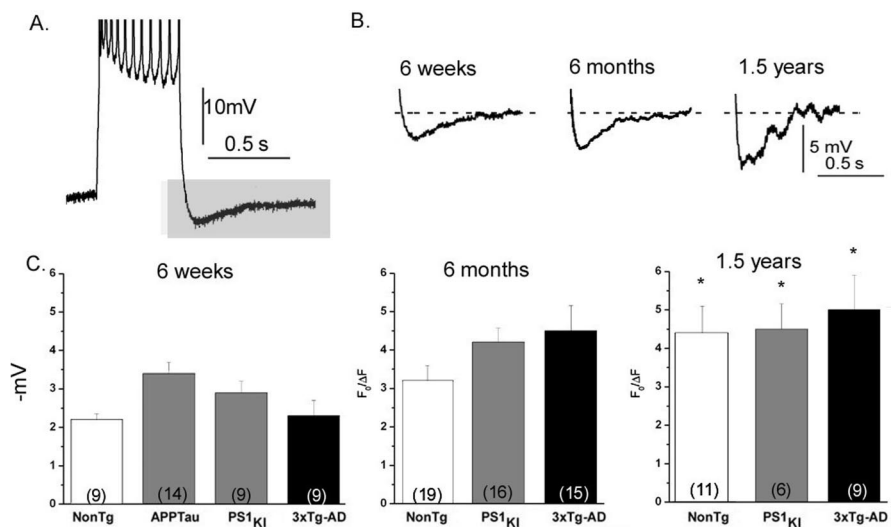 A.
10mV
0.5 s
B.
6 weeks
6 months
1.5 years
5 mV
0.5 s
C.
6 weeks
-mV
6
5
4
3
2
1
0
(9)
(14)
(9)
(9)
NonTg
APPTau
PS1KI
3xTg-AD
6 months
F0/ΔF
6
5
4
3
2
1
0
(19)
(16)
(15)
NonTg
PS1KI
3xTg-AD
1.5 years
F0/ΔF
6
5
4
3
2
1
0
*
*
*
(11)
(6)
(9)
NonTg
PS1KI
3xTg-AD